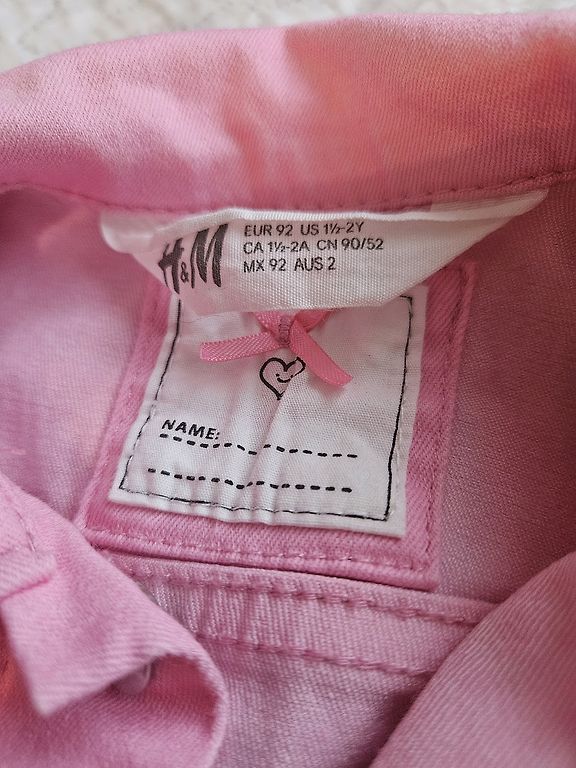 H&M
EUR 92 US 1½-2Y
CA 1½-2A CN 90/52
MX 92 AUS 2
NAME: